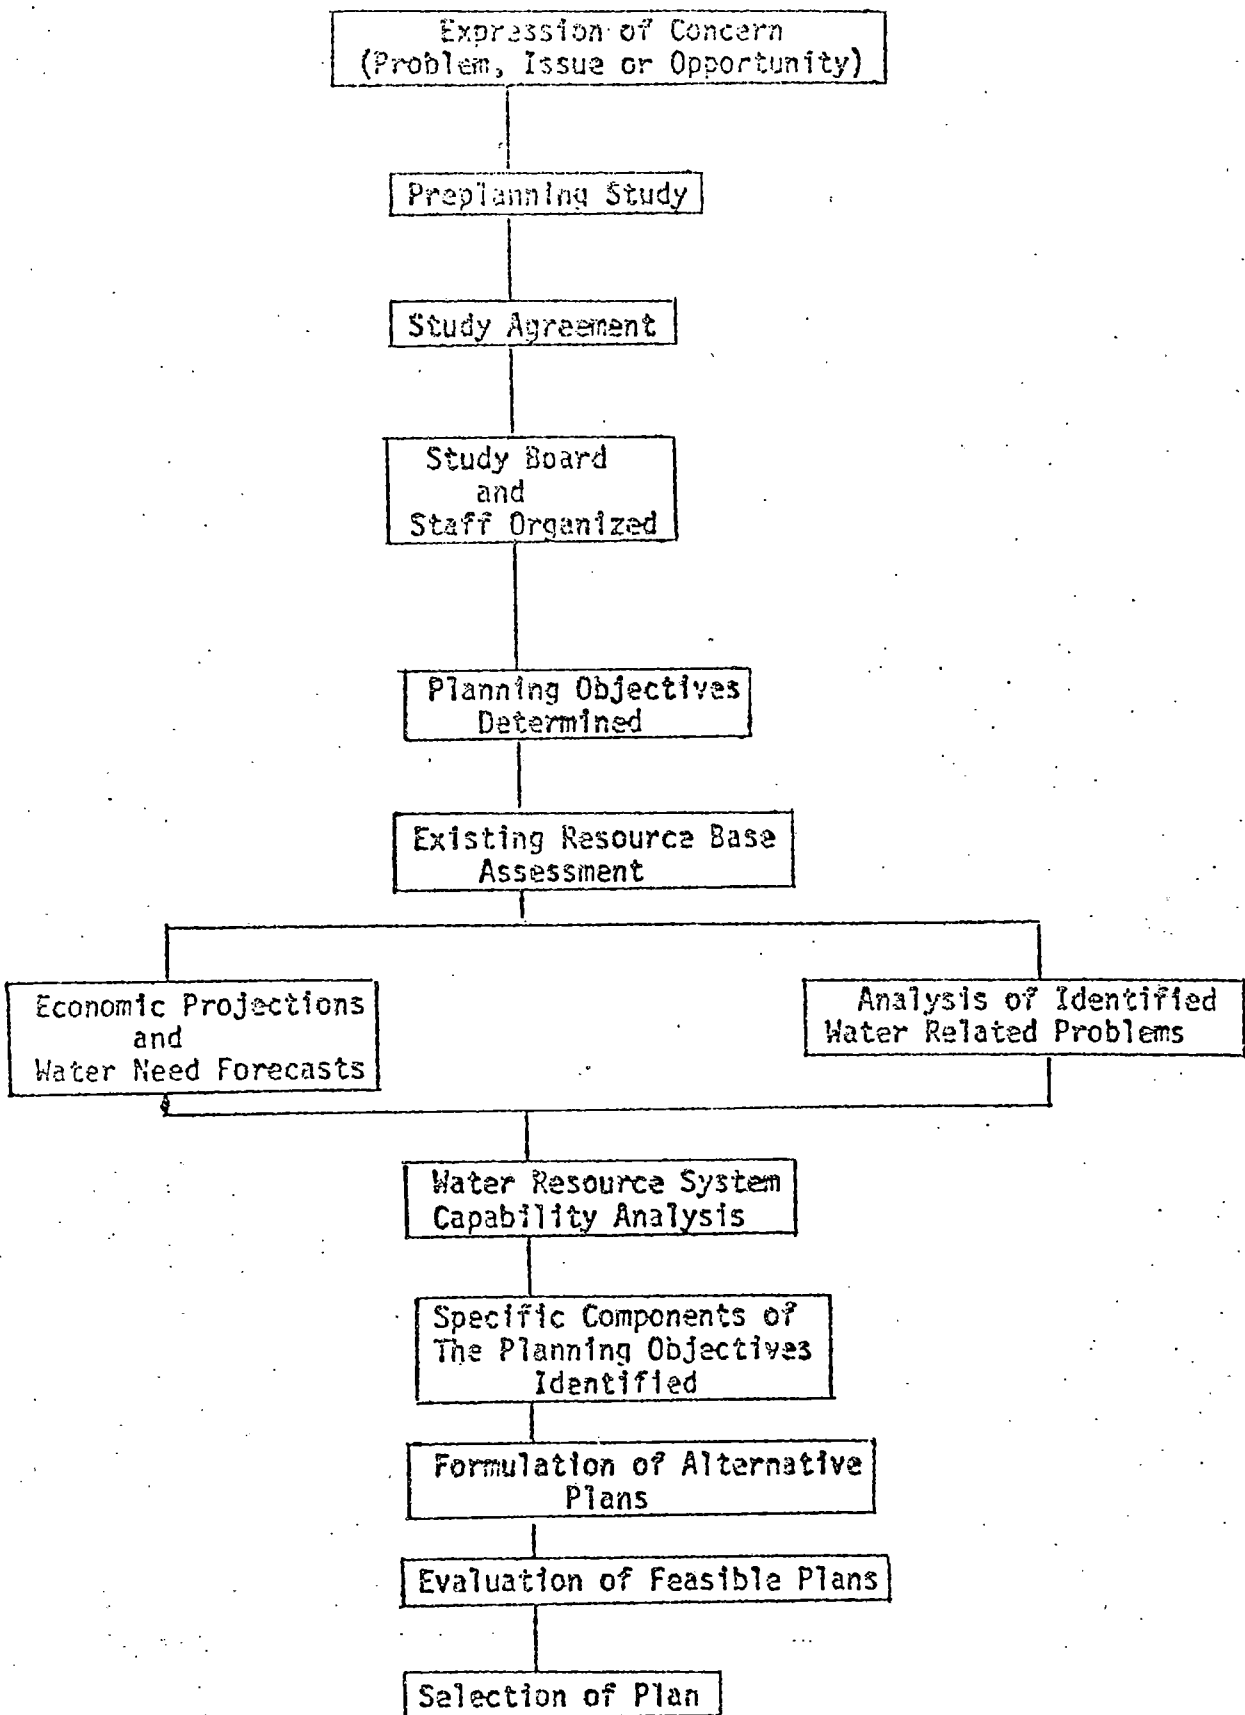 Expression of Concern
(Problem, Issue or Opportunity)
Preplanning Study
Study Agreement
Study Board
and
Staff Organized
Planning Objectives
Determined
Existing Resource Base
Assessment
Economic Projections
and
Water Need Forecasts
Analysis of Identified
Water Related Problems
Water Resource System
Capability Analysis
Specific Components of
The Planning Objectives
Identified
Formulation of Alternative
Plans
Evaluation of Feasible Plans
Selection of Plan